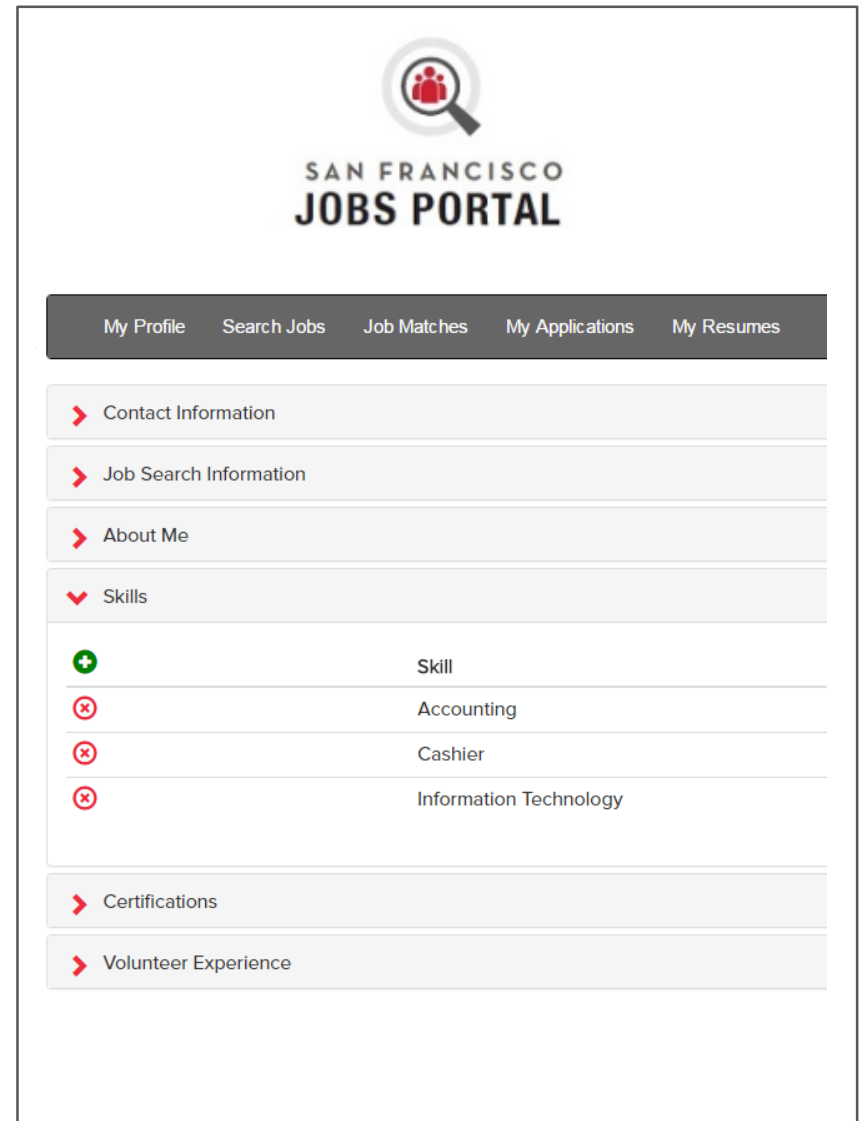 SAN FRANCISCO
JOBS PORTAL
My Profile Search Jobs Job Matches My Applications My Resumes
Contact Information
Job Search Information
About Me
Skills
Skill
Accounting
Cashier
Information Technology
Certifications
Volunteer Experience